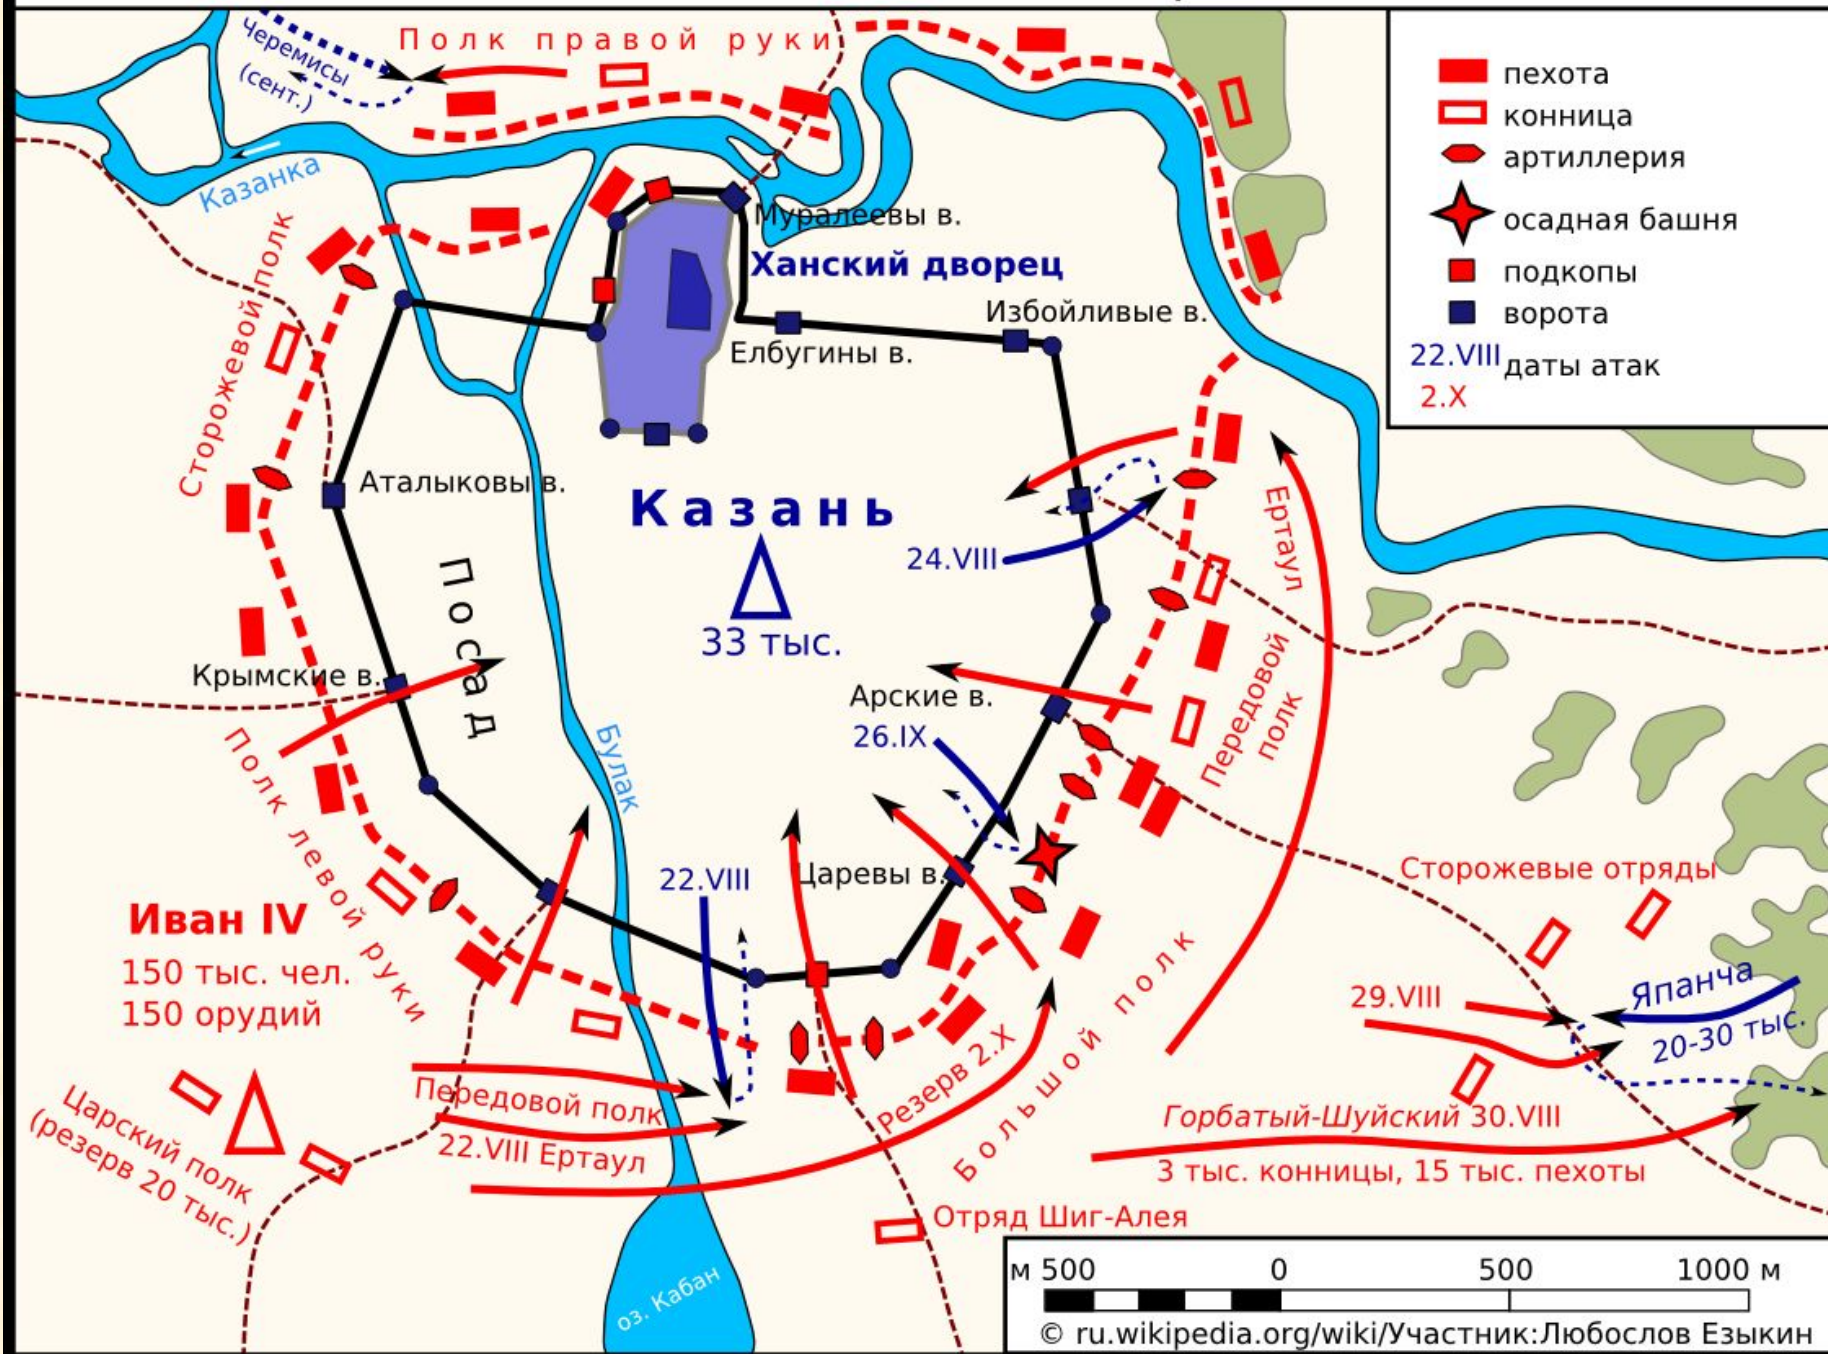 Черемисы
(сент.)
Полк правой руки
пехота
конница
артиллерия
осадная башня
подкопы
ворота
22.VIII
даты атак
2.X
Казанка
Муралеевы в.
Ханский дворец
Избойливые в.
Елбугины в.
Сторожевой полк
Аталыковы в.
Казань
33 тыс.
24.VIII
Ертаул
Посад
Крымские в.
Арские в.
26.IX
Передовой
полк
Полк левой руки
Булак
22.VIII
Царевы в.
Сторожевые отряды
Иван IV
150 тыс. чел.
150 орудий
29.VIII
Япанча
20-30 тыс.
Большой полк
Резерв 2.X
Передовой полк
22.VIII Ертаул
Царский полк
(резерв 20 тыс.)
Горбатый-Шуйский 30.VIII
3 тыс. конницы, 15 тыс. пехоты
Отряд Шиг-Алея
оз. Кабан
м 500 0 500 1000 м
© ru.wikipedia.org/wiki/Участник:Любослов Езыкин